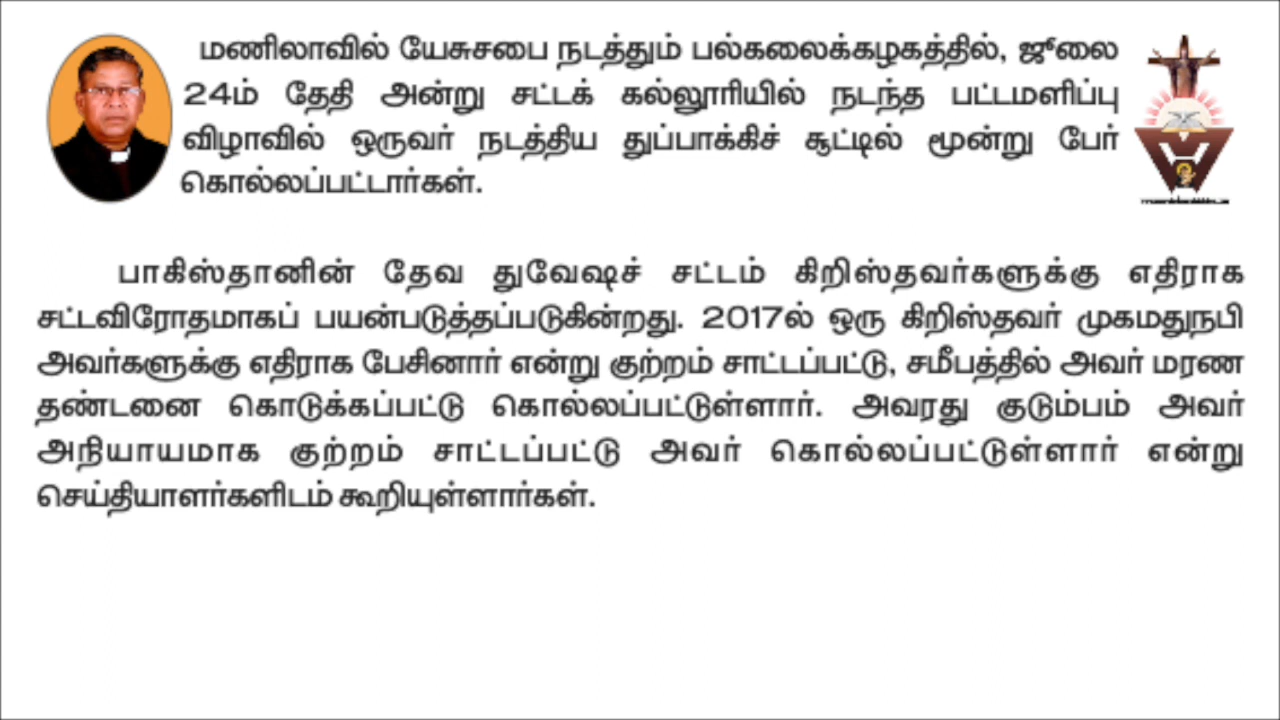 மணிலாவில் யேசுசபை நடத்தும் பல்கலைக்கழகத்தில், ஜூலை
24ம் தேதி அன்று சட்டக் கல்லூரியில் நடந்த பட்டமளிப்பு
விழாவில் ஒருவர் நடத்திய துப்பாக்கிச் சூட்டில் மூன்று பேர்
கொல்லப்பட்டார்கள்.
பாகிஸ்தானின் தேவ துவேஷச் சட்டம் கிறிஸ்தவர்களுக்கு எதிராக
சட்டவிரோதமாகப் பயன்படுத்தப்படுகின்றது. 2017ல் ஒரு கிறிஸ்தவர் முகமதுநபி
அவர்களுக்கு எதிராக பேசினார் என்று குற்றம் சாட்டப்பட்டு, சமீபத்தில் அவர் மரண
தண்டனை கொடுக்கப்பட்டு கொல்லப்பட்டுள்ளார். அவரது குடும்பம் அவர்
அநியாயமாக குற்றம் சாட்டப்பட்டு அவர் கொல்லப்பட்டுள்ளார் என்று
செய்தியாளர்களிடம் கூறியுள்ளார்கள்.